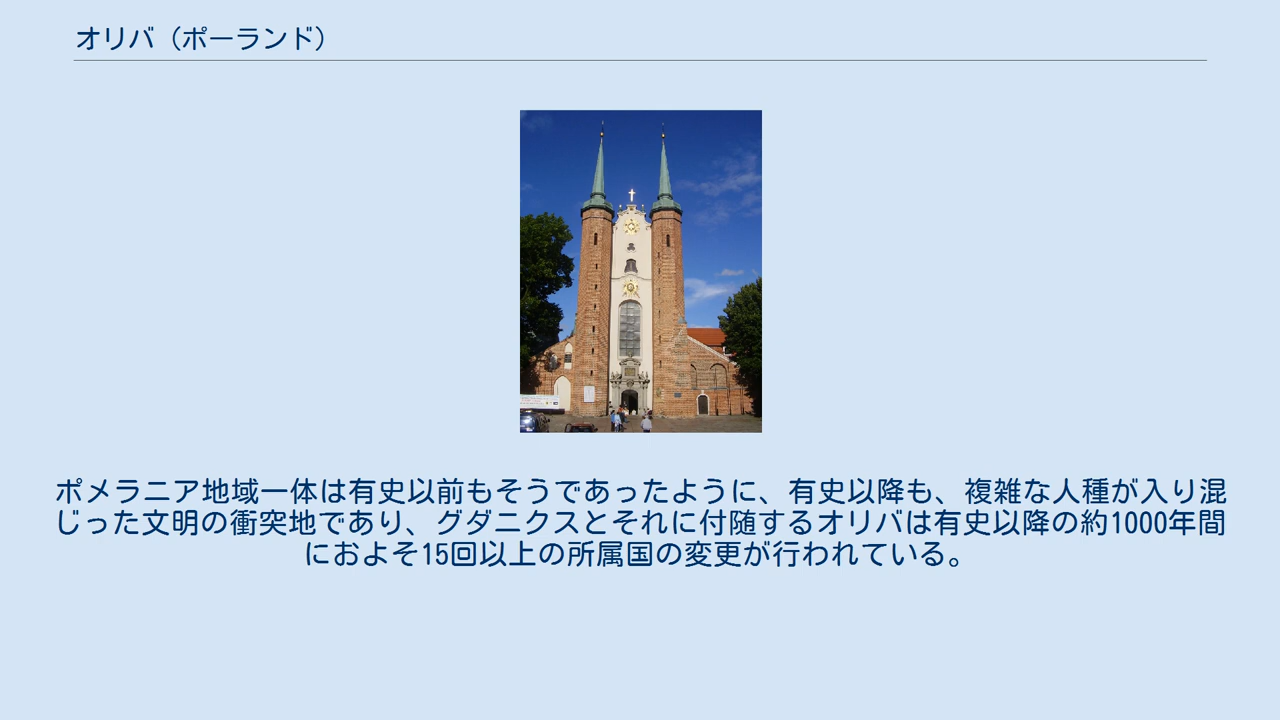 オリバ（ポーランド）
ポメラニア地域一体は有史以前もそうであったように、有史以降も、複雑な人種が入り混
じった文明の衝突地であり、グダニクスとそれに付随するオリバは有史以降の約1000年間
におよそ15回以上の所属国の変更が行われている。